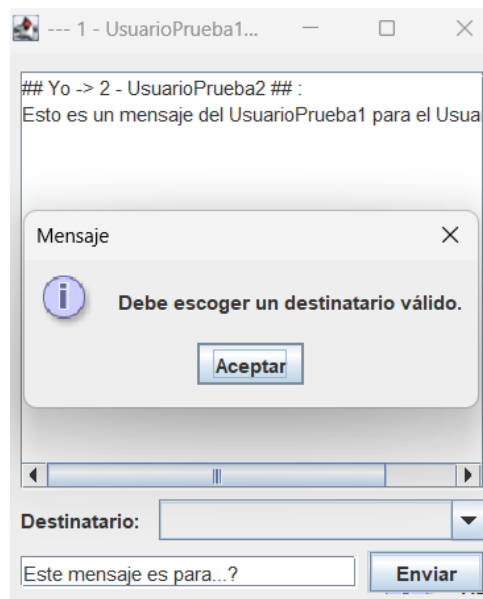 --- 1 - UsuarioPrueba1...
## Yo -> 2 - UsuarioPrueba2 ## :
Esto es un mensaje del UsuarioPrueba1 para el Usua
Mensaje
Debe escoger un destinatario válido.
Aceptar
Destinatario:
Este mensaje es para...?
Enviar